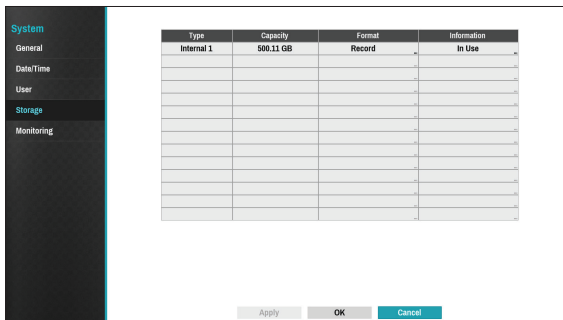 System
General
Date/Time
User
Storage
Monitoring
Type Capacity Format Information
Internal 1 500.11 GB Record ... In Use ...
Apply OK Cancel